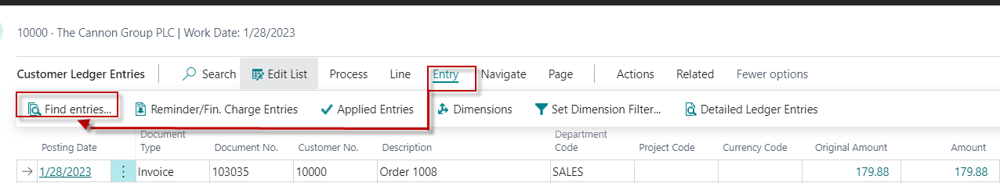 10000 · The Cannon Group PLC | Work Date: 1/28/2023
Customer Ledger Entries Search Edit List Process Line Entry Navigate Page Actions Related Fewer options
Find entries... Reminder/Fin. Charge Entries Applied Entries Dimensions Set Dimension Filter... Detailed Ledger Entries
Posting Date Document Type Document No. Customer No. Description Department Code Project Code Currency Code Original Amount Amount
1/28/2023 Invoice 103035 10000 Order 1008 SALES 179.88 179.88